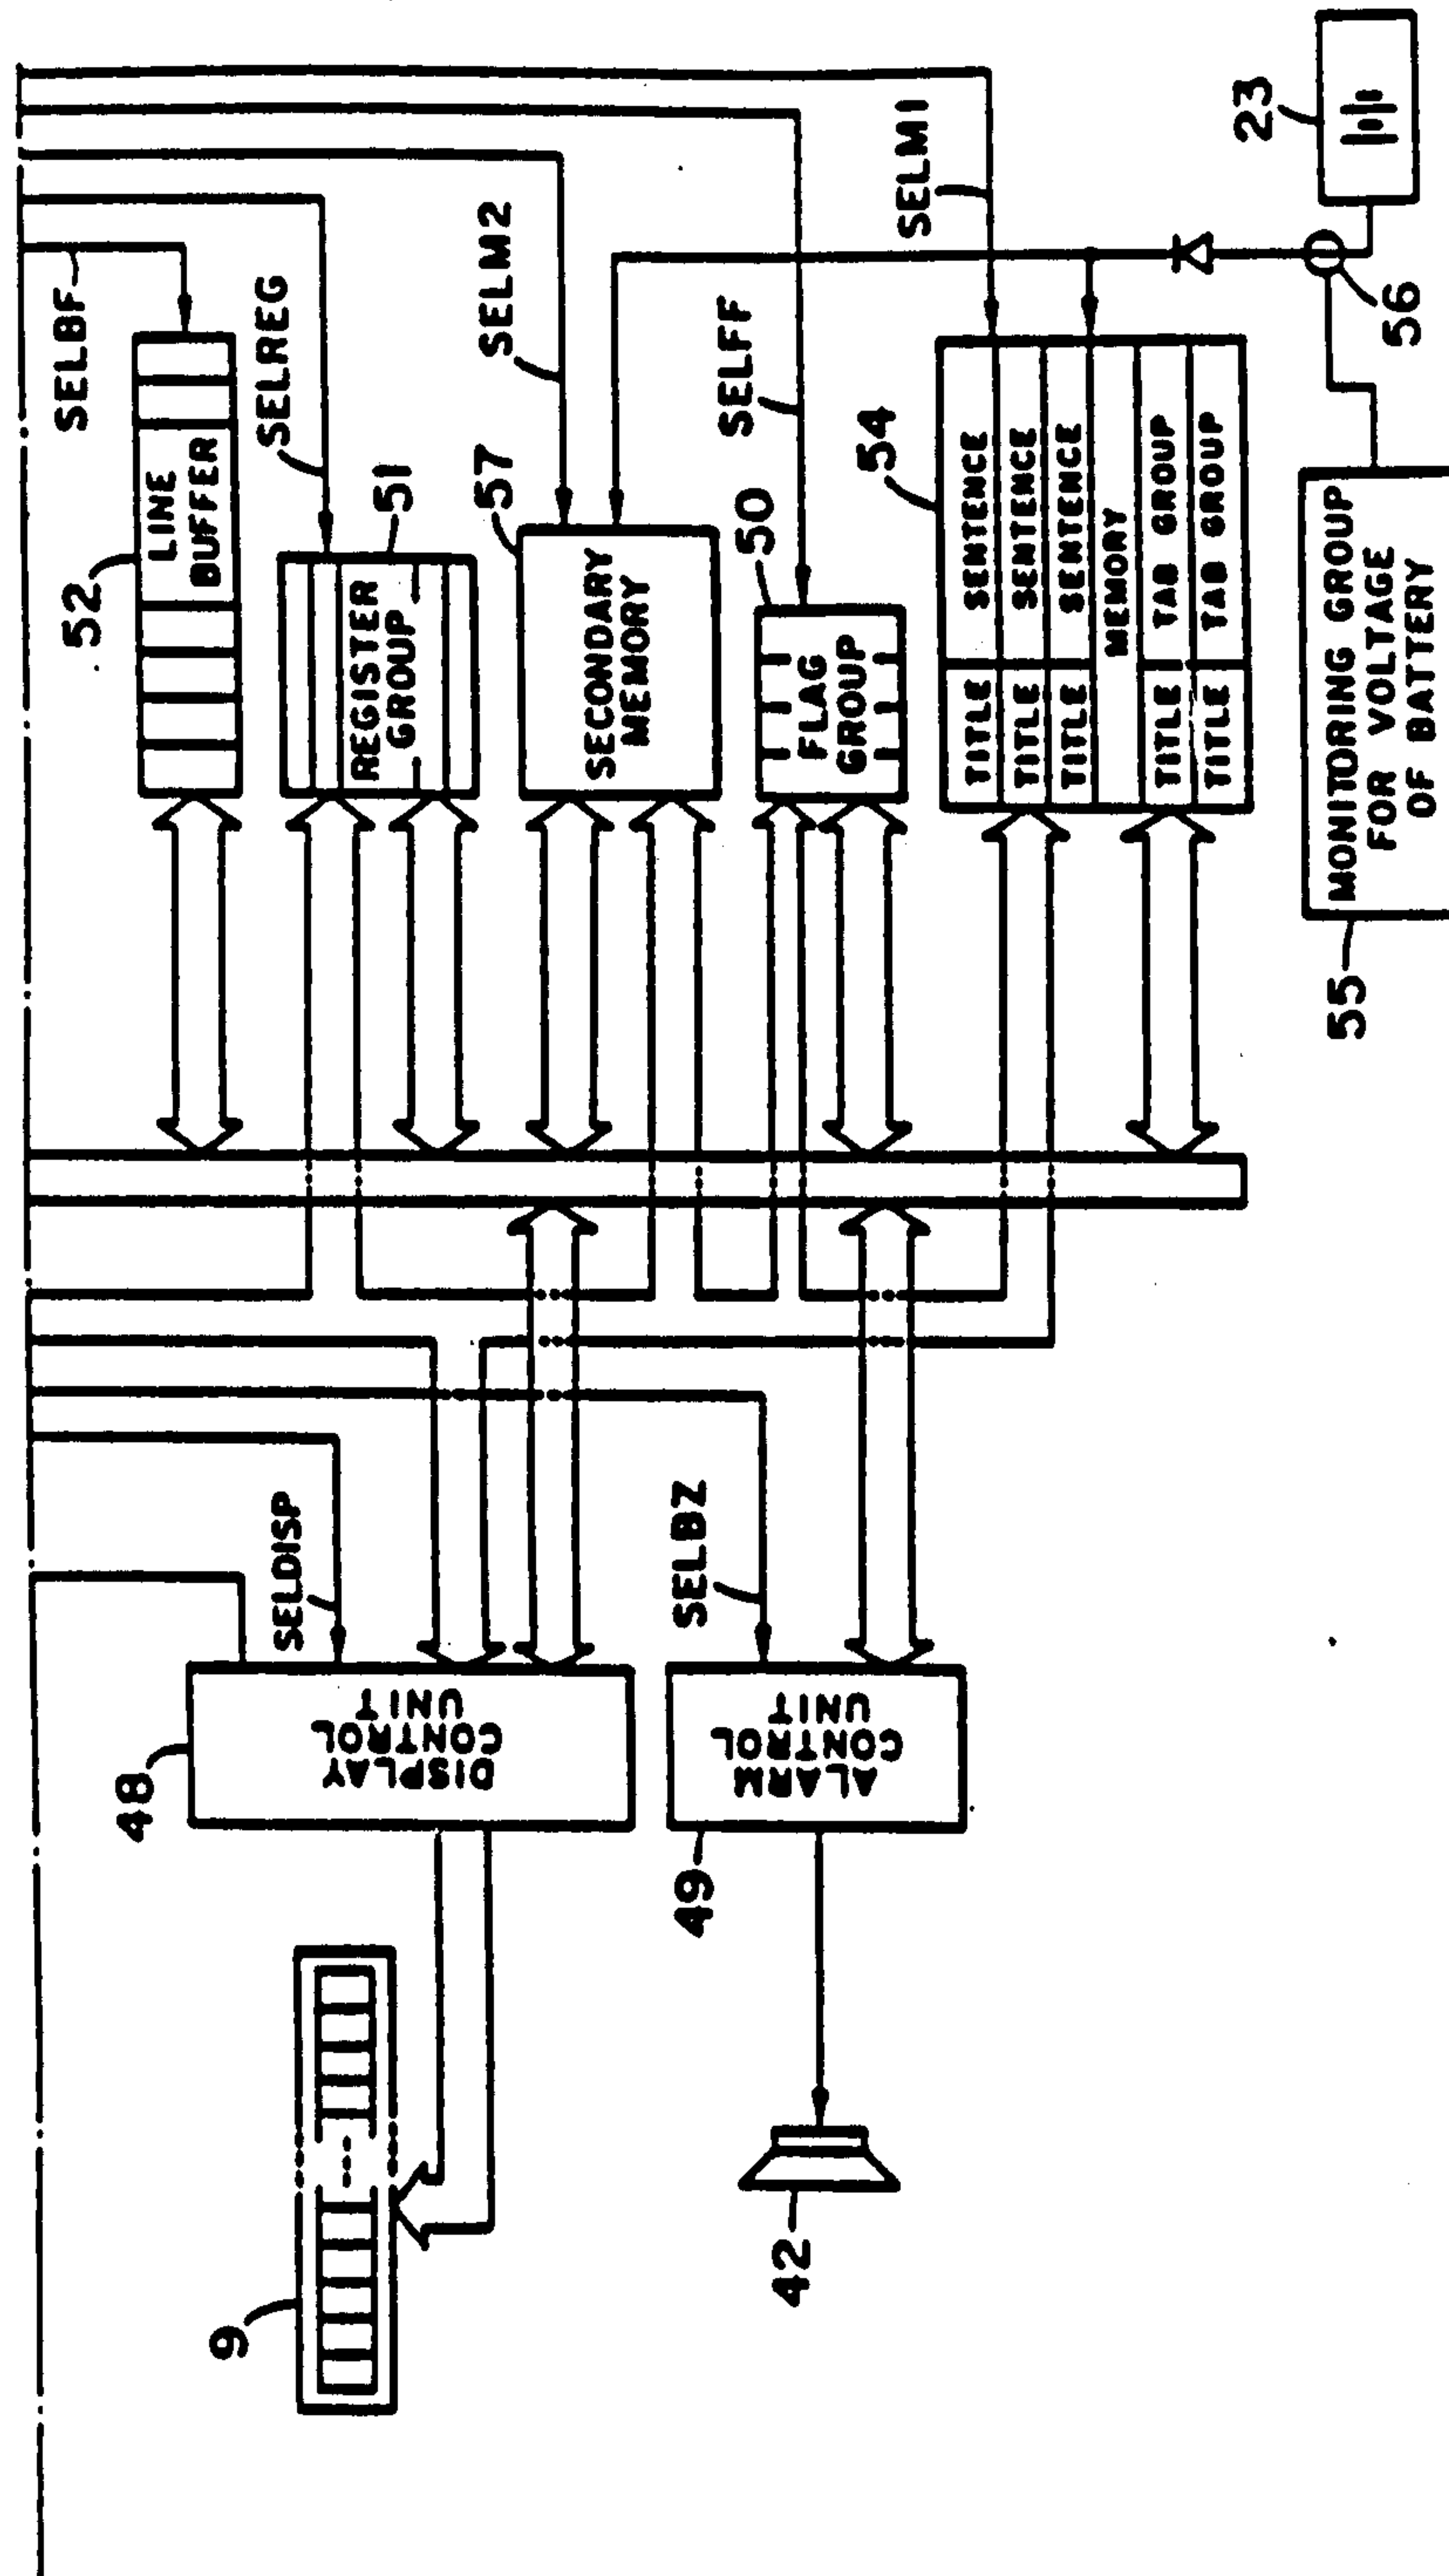 SELBF
52
LINE
BUFFER
SELREG
51
REGISTER
GROUP
SELM2
57
SECONDARY
MEMORY
SELFF
50
FLAG
GROUP
SELM1
54
TITLE SENTENCE
TITLE SENTENCE
TITLE SENTENCE
MEMORY
TITLE TAB GROUP
TITLE TAB GROUP
23
56
55
MONITORING GROUP
FOR VOLTAGE
OF BATTERY
SELDISP
48
DISPLAY
CONTROL
UNIT
SELBZ
49
ALARM
CONTROL
UNIT
9
42